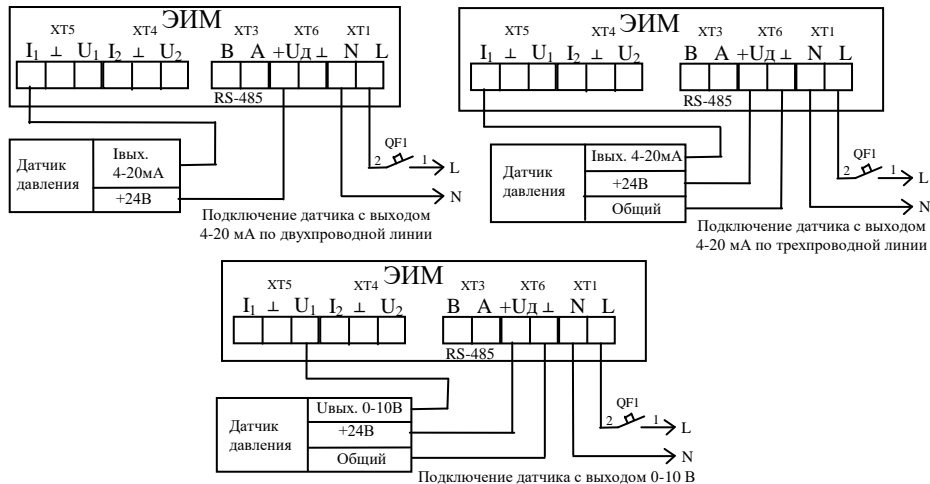 ЭИМ
XT5 XT4 XT3 XT6 XT1
I₁ ⊥ U₁ I₂ ⊥ U₂ B A +Uд ⊥ N L
RS-485
Датчик давления
Iвых. 4-20мА
+24В
QF1
2 1 L
N
Подключение датчика с выходом
4-20 мА по двухпроводной линии
ЭИМ
XT5 XT4 XT3 XT6 XT1
I₁ ⊥ U₁ I₂ ⊥ U₂ B A +Uд ⊥ N L
RS-485
Датчик давления
Iвых. 4-20мА
+24В
Общий
QF1
2 1 L
N
Подключение датчика с выходом
4-20 мА по трехпроводной линии
ЭИМ
XT5 XT4 XT3 XT6 XT1
I₁ ⊥ U₁ I₂ ⊥ U₂ B A +Uд ⊥ N L
RS-485
Датчик давления
Uвых. 0-10В
+24В
Общий
QF1
2 1 L
N
Подключение датчика с выходом 0-10 В